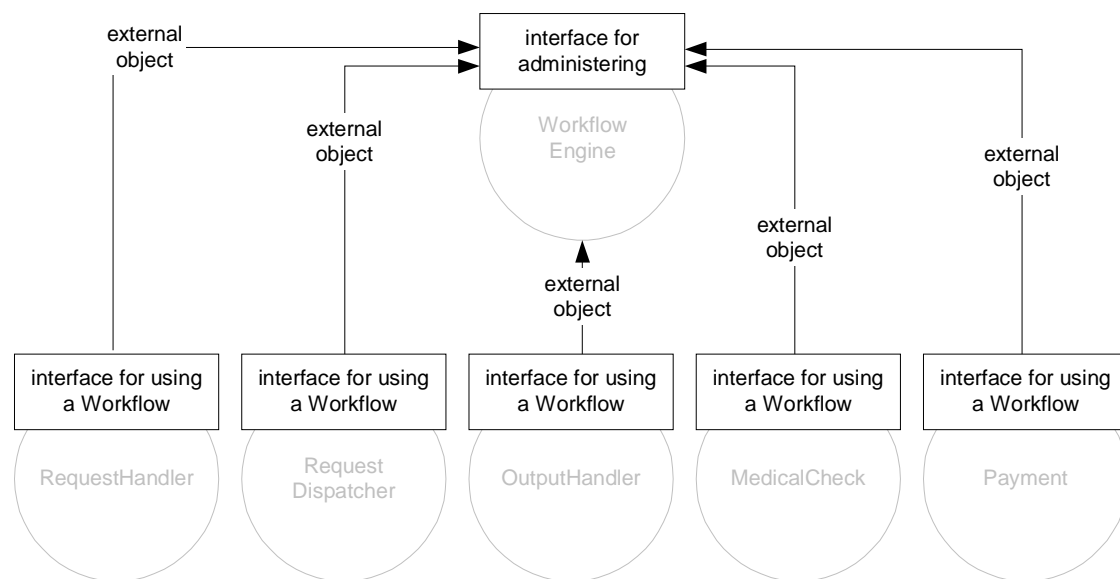 external
object
interface for
administering
external
object
Workflow
Engine
external
object
external
object
external
object
interface for using
a Workflow
interface for using
a Workflow
interface for using
a Workflow
interface for using
a Workflow
interface for using
a Workflow
RequestHandler
Request
Dispatcher
OutputHandler
MedicalCheck
Payment